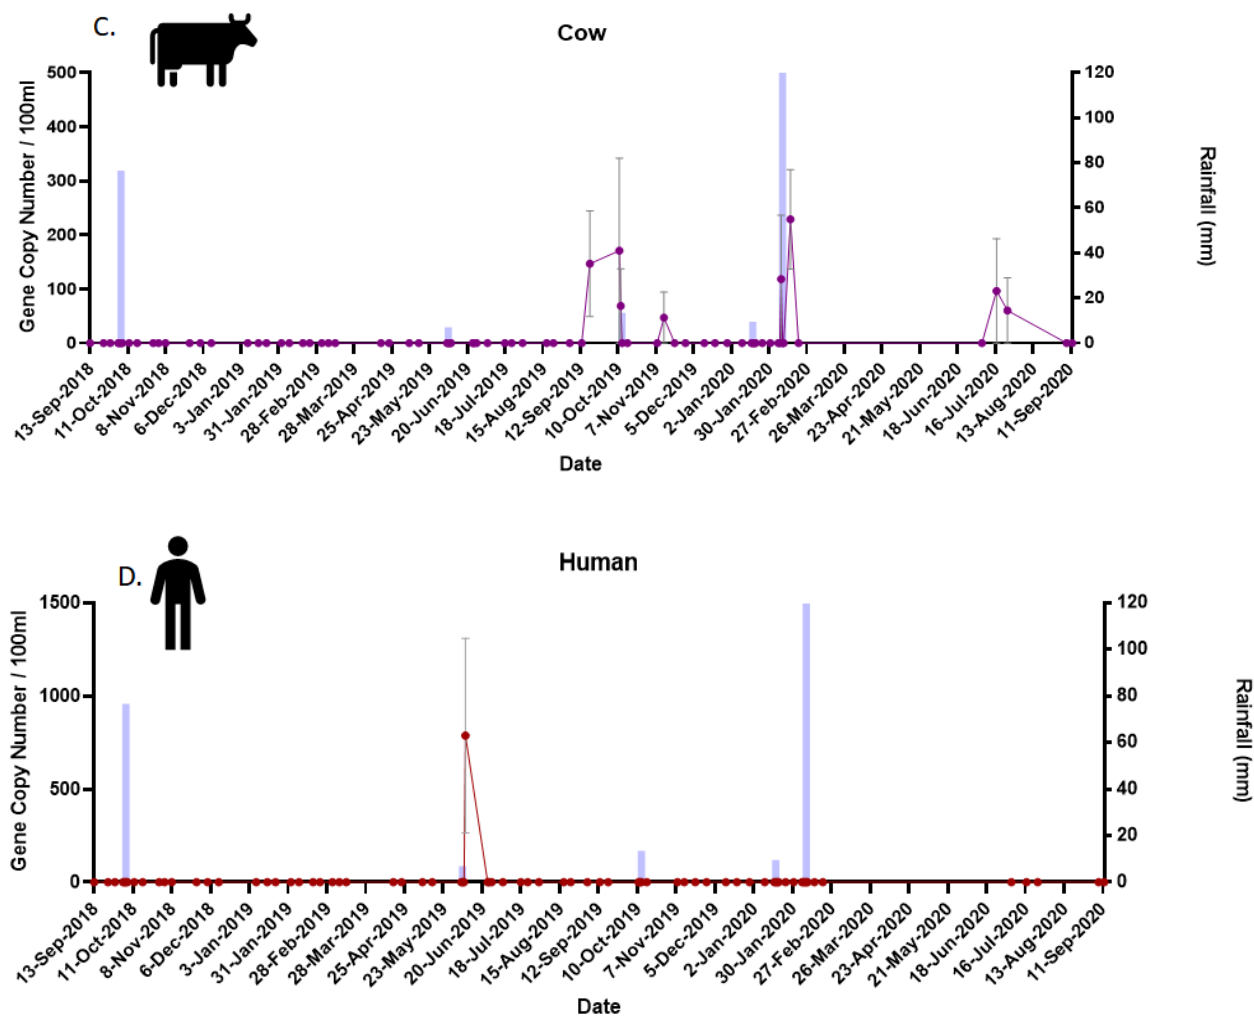 C.
Cow
Gene Copy Number / 100ml
500
400
300
200
100
0
120
100
80
60
40
20
0
Rainfall (mm)
13-Sep-2018
11-Oct-2018
8-Nov-2018
6-Dec-2018
3-Jan-2019
31-Jan-2019
28-Feb-2019
28-Mar-2019
25-Apr-2019
23-May-2019
20-Jun-2019
18-Jul-2019
15-Aug-2019
12-Sep-2019
10-Oct-2019
7-Nov-2019
5-Dec-2019
2-Jan-2020
30-Jan-2020
27-Feb-2020
26-Mar-2020
23-Apr-2020
21-May-2020
18-Jun-2020
16-Jul-2020
13-Aug-2020
11-Sep-2020
Date
D.
Human
Gene Copy Number / 100ml
1500
1000
500
0
120
100
80
60
40
20
0
Rainfall (mm)
13-Sep-2018
11-Oct-2018
8-Nov-2018
6-Dec-2018
3-Jan-2019
31-Jan-2019
28-Feb-2019
28-Mar-2019
25-Apr-2019
23-May-2019
20-Jun-2019
18-Jul-2019
15-Aug-2019
12-Sep-2019
10-Oct-2019
7-Nov-2019
5-Dec-2019
2-Jan-2020
30-Jan-2020
27-Feb-2020
26-Mar-2020
23-Apr-2020
21-May-2020
18-Jun-2020
16-Jul-2020
13-Aug-2020
11-Sep-2020
Date